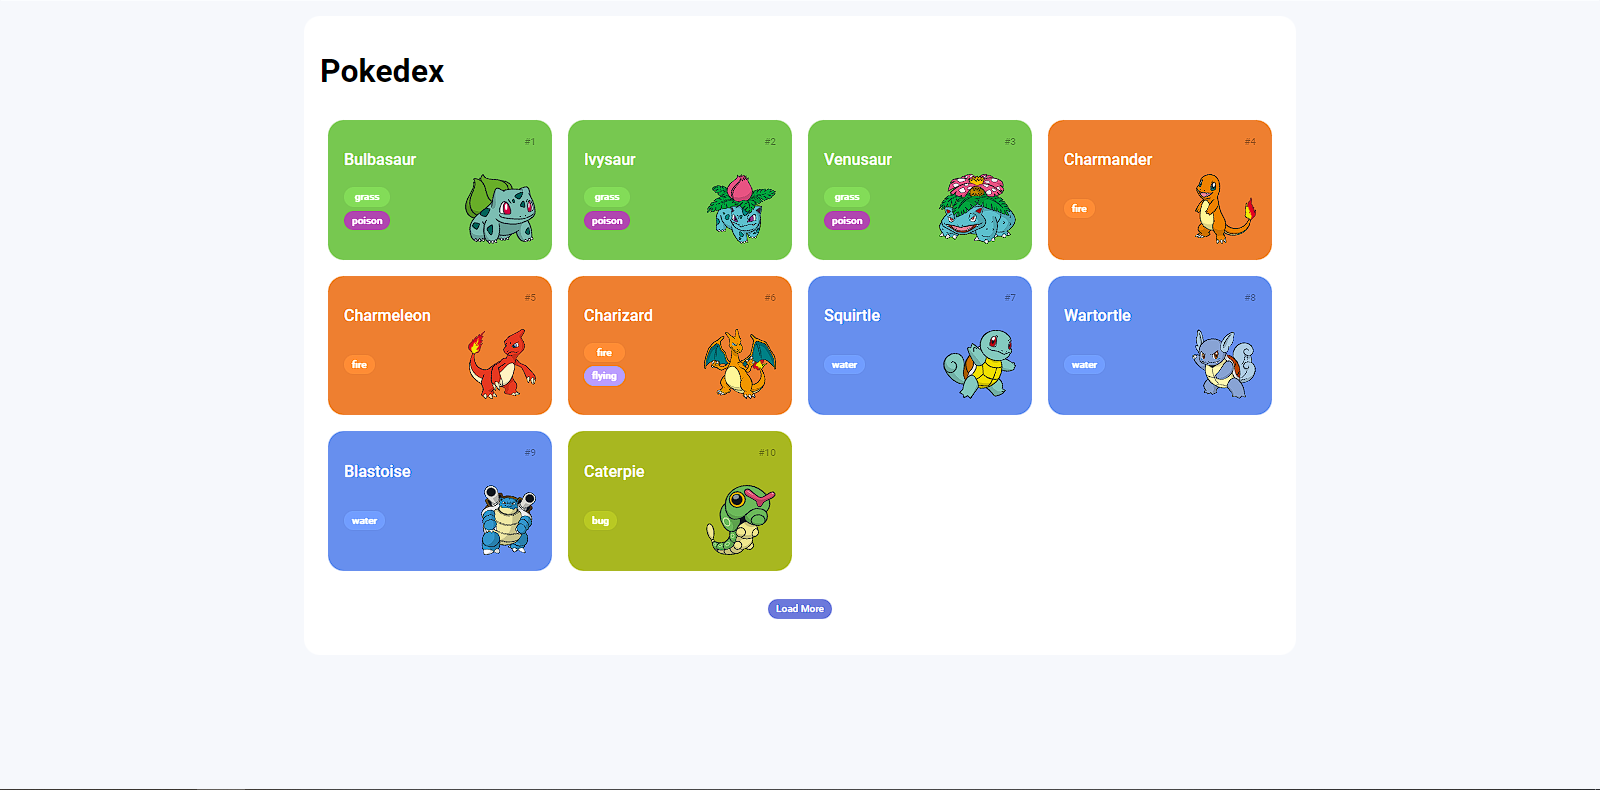 Pokedex
#1
Bulbasaur
grass
poison
#2
Ivysaur
grass
poison
#3
Venusaur
grass
poison
#4
Charmander
fire
#5
Charmeleon
fire
#6
Charizard
fire
flying
#7
Squirtle
water
#8
Wartortle
water
#9
Blastoise
water
#10
Caterpie
bug
Load More